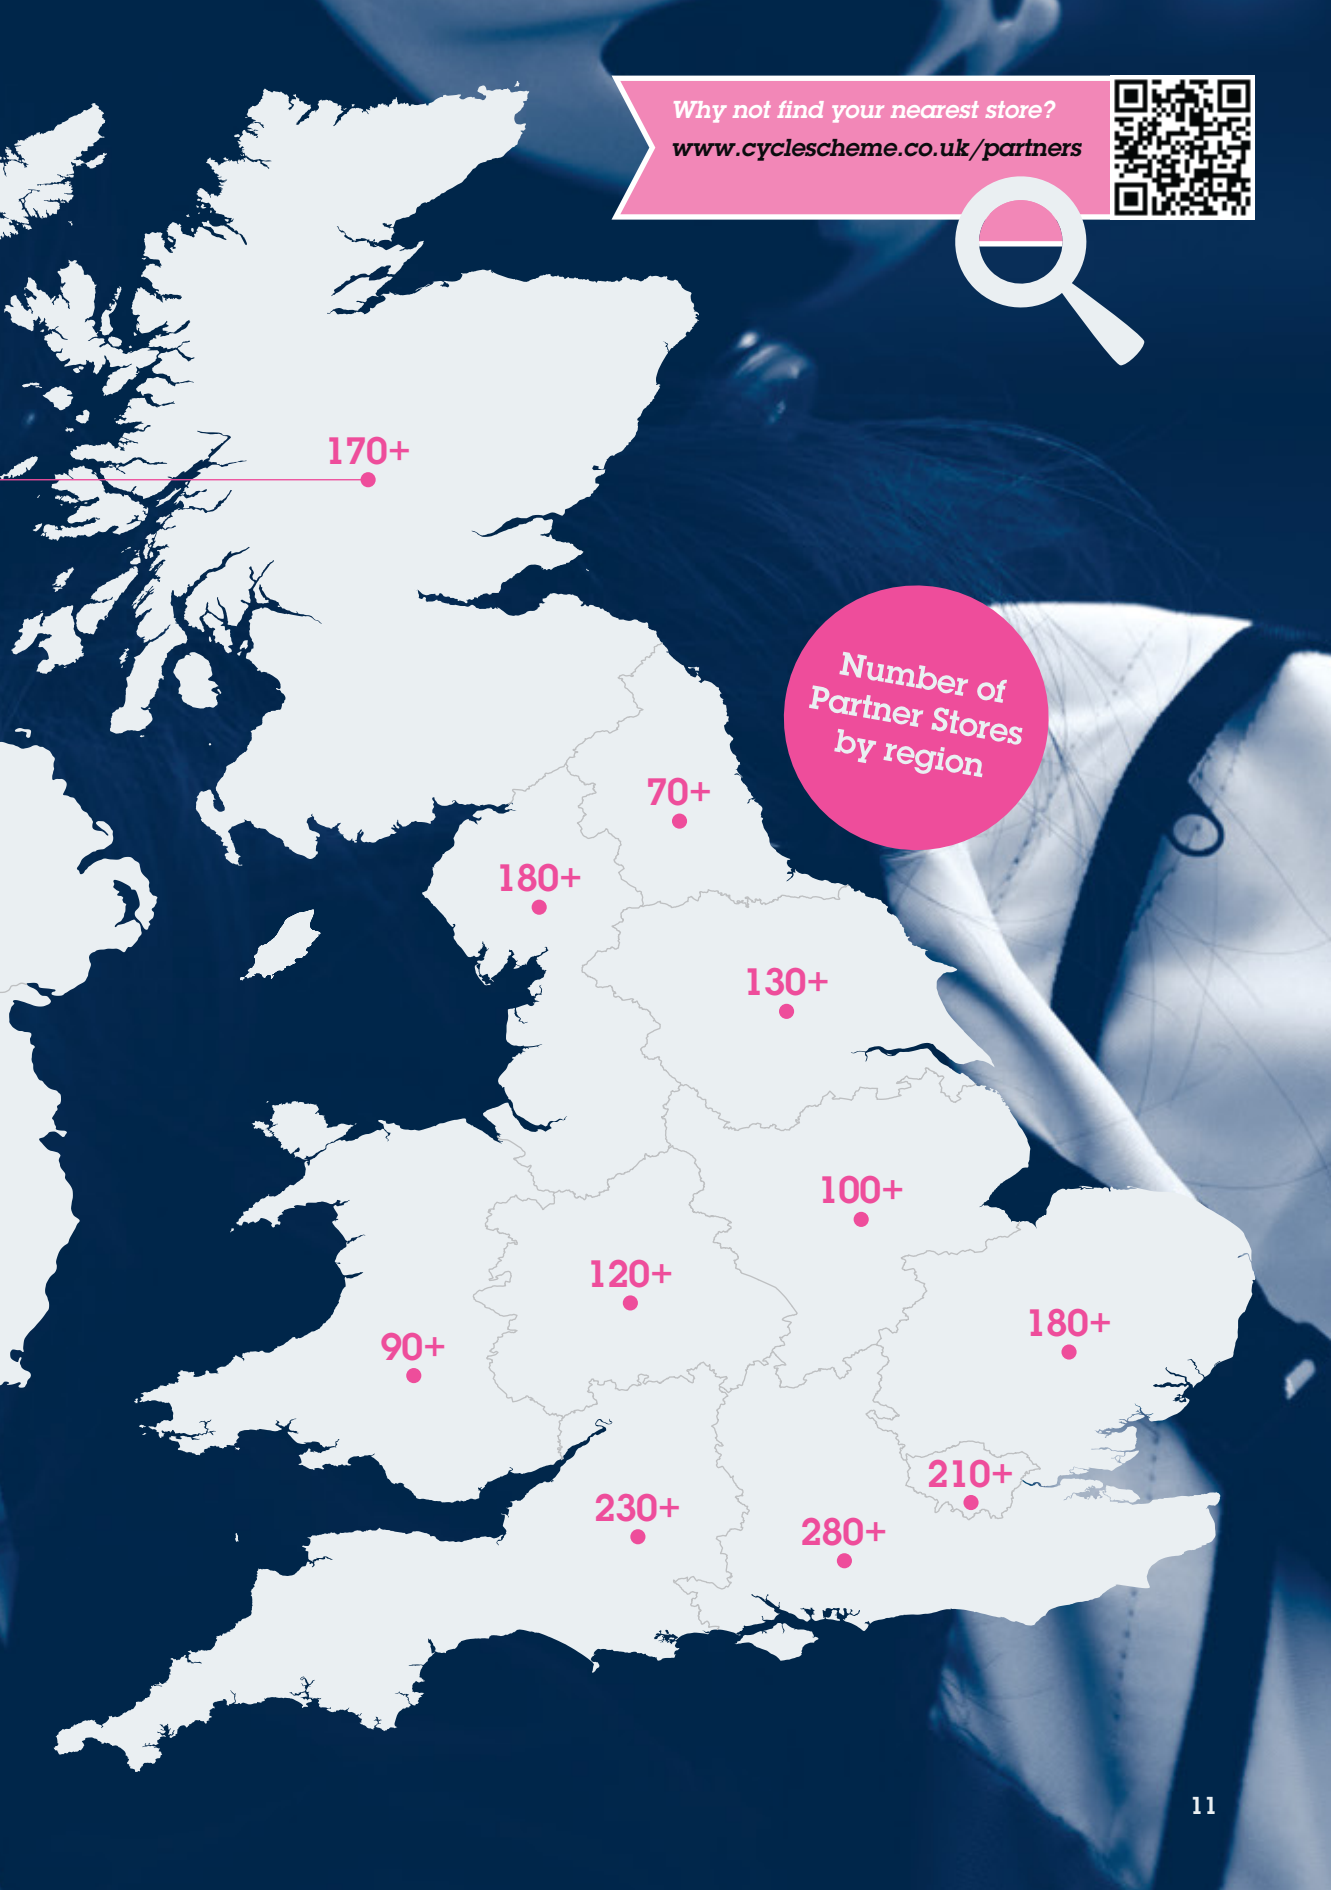 Why not find your nearest store?
www.cyclescheme.co.uk/partners
170+
Number of
Partner Stores
by region
70+
180+
130+
100+
120+
180+
90+
210+
230+
280+
11